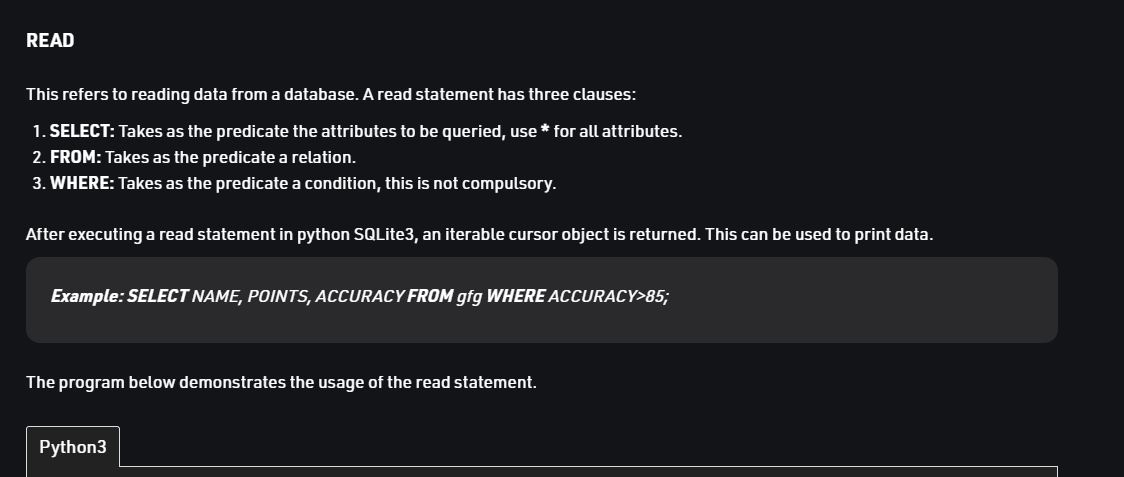 READ
This refers to reading data from a database. A read statement has three clauses:
1. SELECT: Takes as the predicate the attributes to be queried, use * for all attributes.
2. FROM: Takes as the predicate a relation.
3. WHERE: Takes as the predicate a condition, this is not compulsory.
After executing a read statement in python SQLite3, an iterable cursor object is returned. This can be used to print data.
Example: SELECT NAME, POINTS, ACCURACY FROM gfg WHERE ACCURACY>85;
The program below demonstrates the usage of the read statement.
Python3